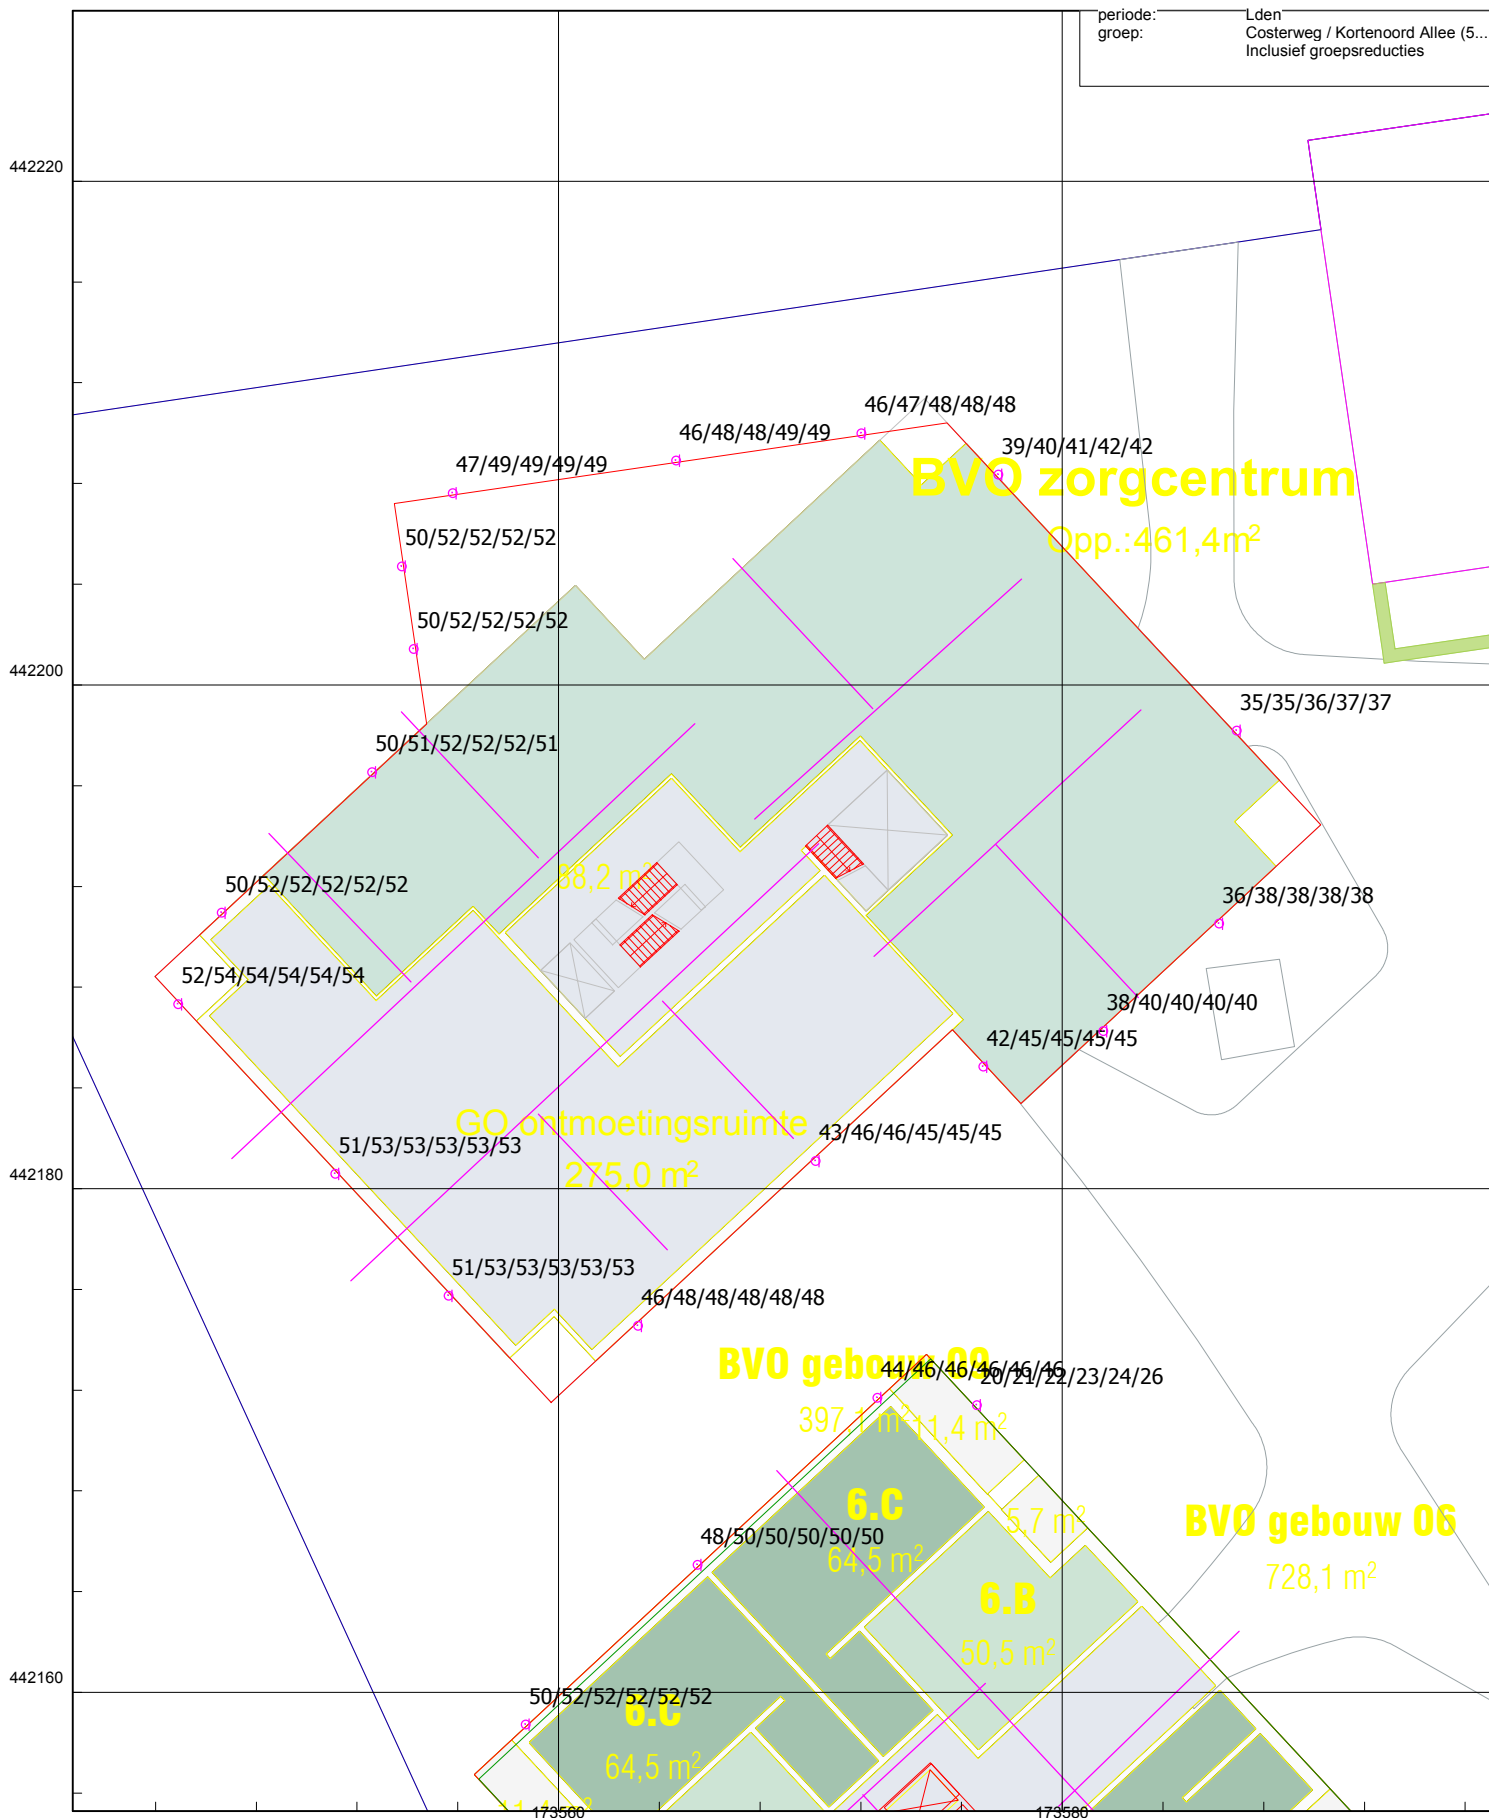 periode: Lden
groep: Costerweg / Kortenoord Allee (5...
Inclusief groepsreducties
442220
46/47/48/48/48
46/48/48/49/49
39/40/41/42/42
47/49/49/49/49
BVO zorgcentrum
50/52/52/52/52
Opp.:461,4m²
50/52/52/52/52
442200
35/35/36/37/37
50/51/52/52/52/51
50/52/52/52/52/52
36/38/38/38/38
52/54/54/54/54/54
38/40/40/40/40
42/45/45/45/45
GO ontmoetingsruimte
43/46/46/45/45/45
51/53/53/53/53/53
275,0 m²
442180
51/53/53/53/53/53
46/48/48/48/48/48
BVO gebouw
44/46/46/46/46/46
20/21/22/23/24/26
397,1 m²
11,4 m²
6.C
5,7 m²
BVO gebouw 06
48/50/50/50/50/50
64,5 m²
728,1 m²
6.B
50,5 m²
442160
50/52/52/52/52/52
6.C
64,5 m²
173560
173580